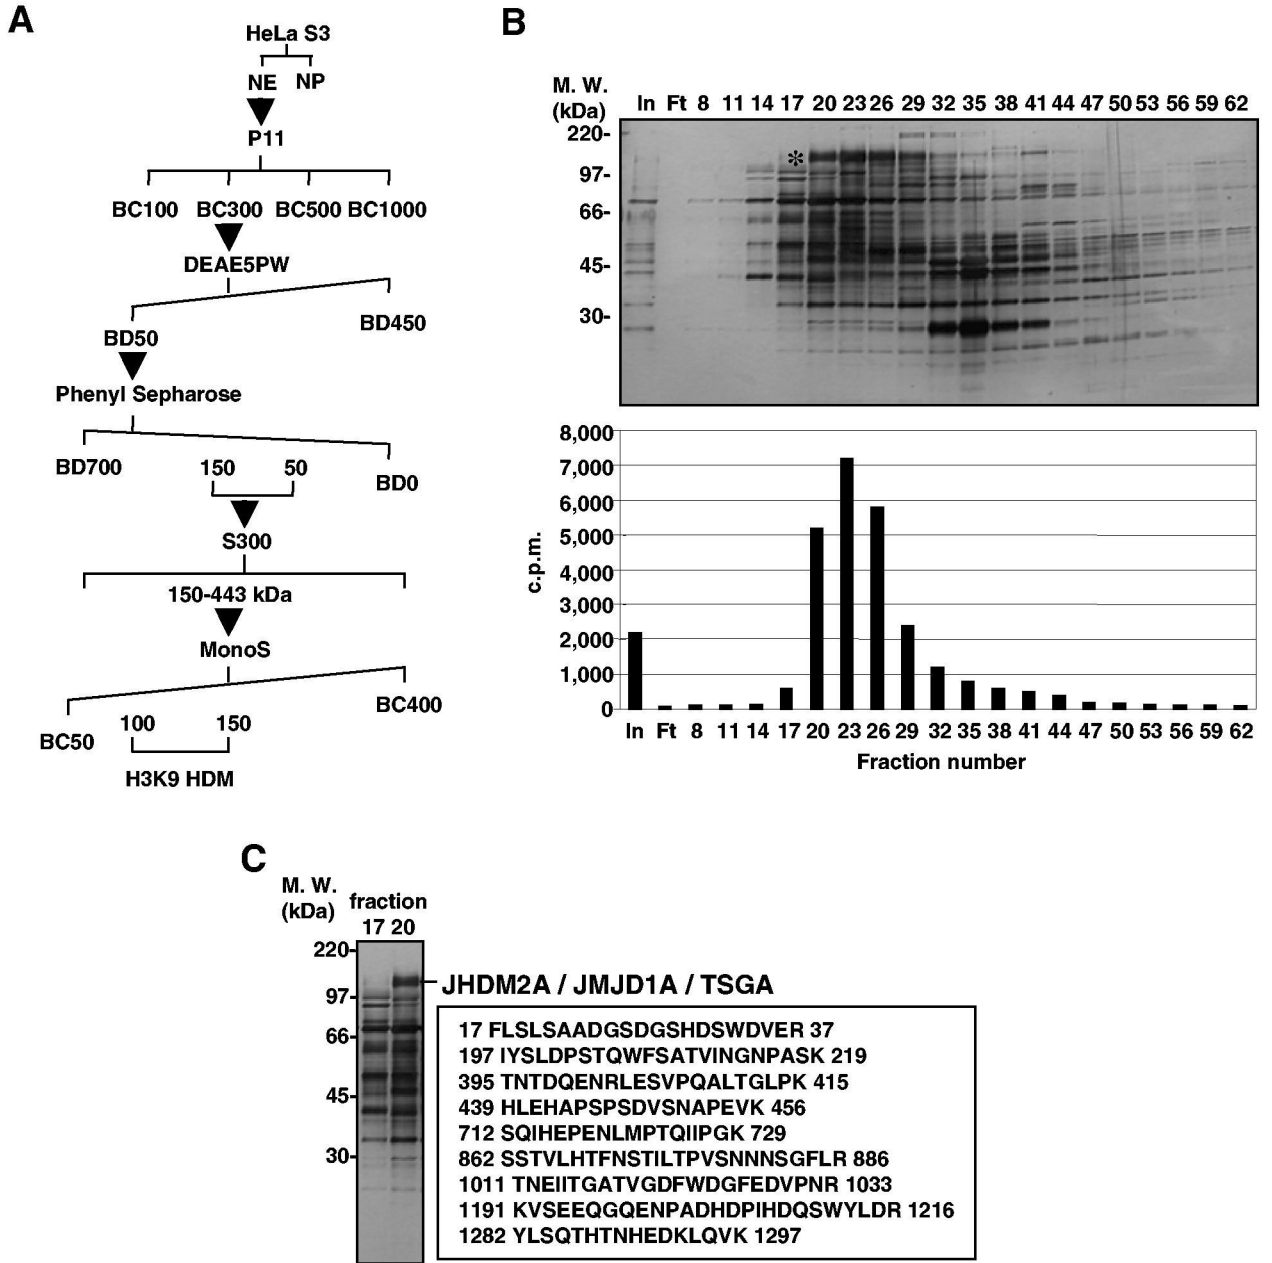 A
HeLa S3
NE NP
P11
BC100 BC300 BC500 BC1000
DEAE5PW
BD450
BD50
Phenyl Sepharose
BD700 150 50 BD0
S300
150-443 kDa
MonoS
BC400
BC50 100 150
H3K9 HDM
B
M. W.
(kDa)
In Ft 8 11 14 17 20 23 26 29 32 35 38 41 44 47 50 53 56 59 62
220-
*
97-
66-
45-
30-
8,000
7,000
6,000
5,000
4,000
3,000
2,000
1,000
0
c.p.m.
In Ft 8 11 14 17 20 23 26 29 32 35 38 41 44 47 50 53 56 59 62
Fraction number
C
M. W.
(kDa)
fraction
17 20
220-
97-
66-
45-
30-
JHDM2A / JMJD1A / TSGA
17 FLSLSAADGSDGSHDSWDVER 37
197 IYSLDPSTQWFSATVINGNPASK 219
395 TNTDQENRLESVPQALTGLPK 415
439 HLEHAPSPSDVSNAPEVK 456
712 SQIHEPENLMPTQIIPGK 729
862 SSTVLHTFNSTILTPVSNNNSGFLR 886
1011 TNEIITGATVGDFWDGFEDVPNR 1033
1191 KVSEEQGQENPADHDPIHDQSWYLDR 1216
1282 YLSQTHTNHEDKLQVK 1297